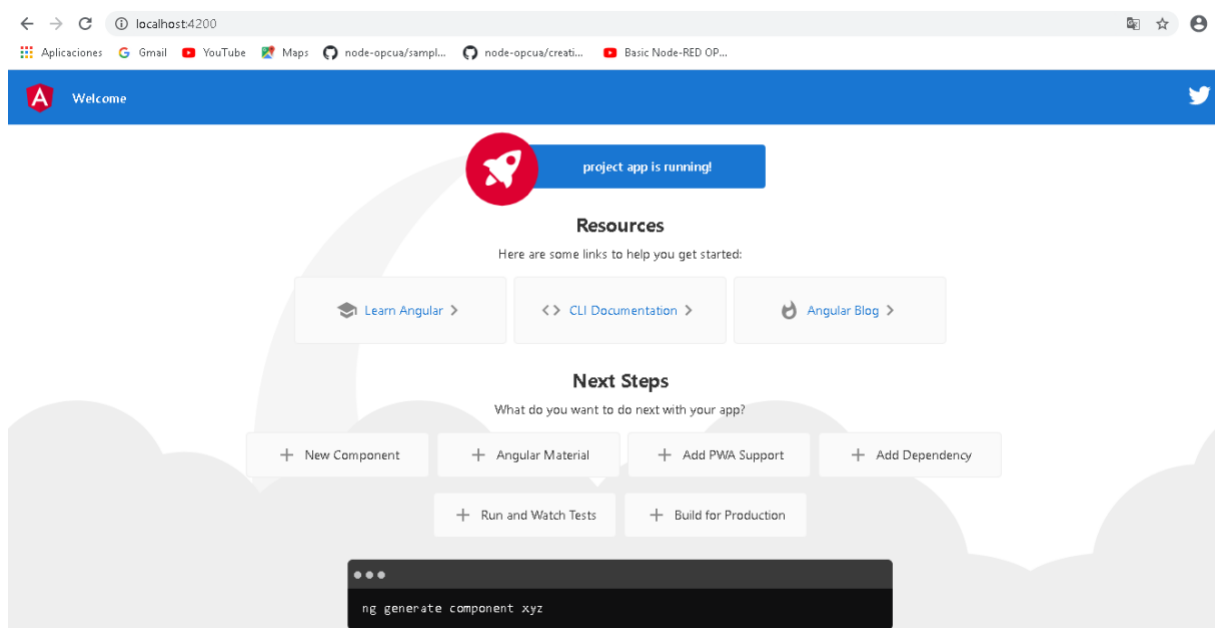 localhost:4200
Aplicaciones Gmail YouTube Maps node-opcua/sampl... node-opcua/creati... Basic Node-RED OP...
A Welcome
project app is running!
Resources
Here are some links to help you get started:
Learn Angular CLI Documentation Angular Blog
Next Steps
What do you want to do next with your app?
New Component Angular Material Add PWA Support Add Dependency
Run and Watch Tests Build for Production
ng generate component xyz